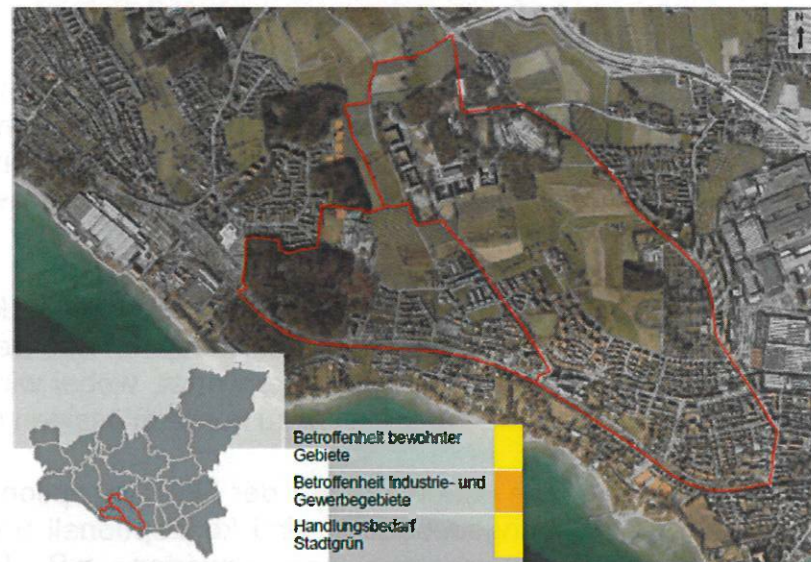 N
Betroffenheit bewohnter
Gebiete
Betroffenheit Industrie- und
Gewerbegebiete
Handlungsbedarf
Stadtgrün